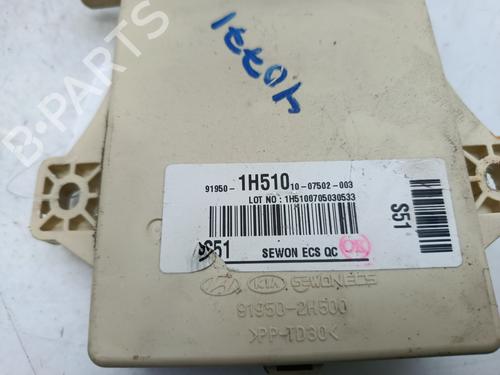 B-PARTS
91950- 1H510 10-07502-003
LOT NO : 1H5100705030533
S51
S51
SEWON ECS QC OK
KIA SEWONECS
91950-2H500
>PP-TD30<